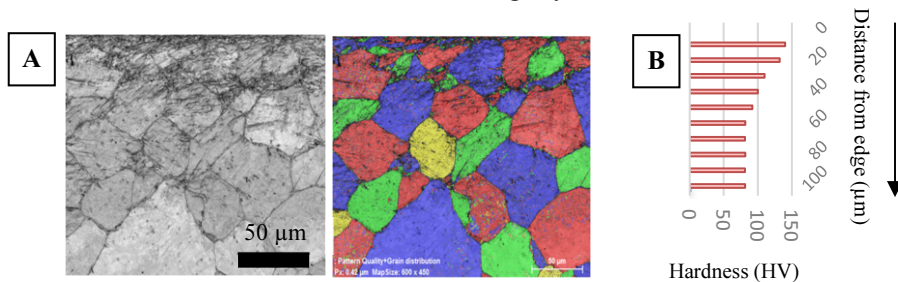 A
50 µm
Pattern Quality+Grain distribution
Px: 0.42 µm MapSize: 600 x 450
50 µm
B
0
20
40
60
80
100
Distance from edge (µm)
0
50
100
150
Hardness (HV)